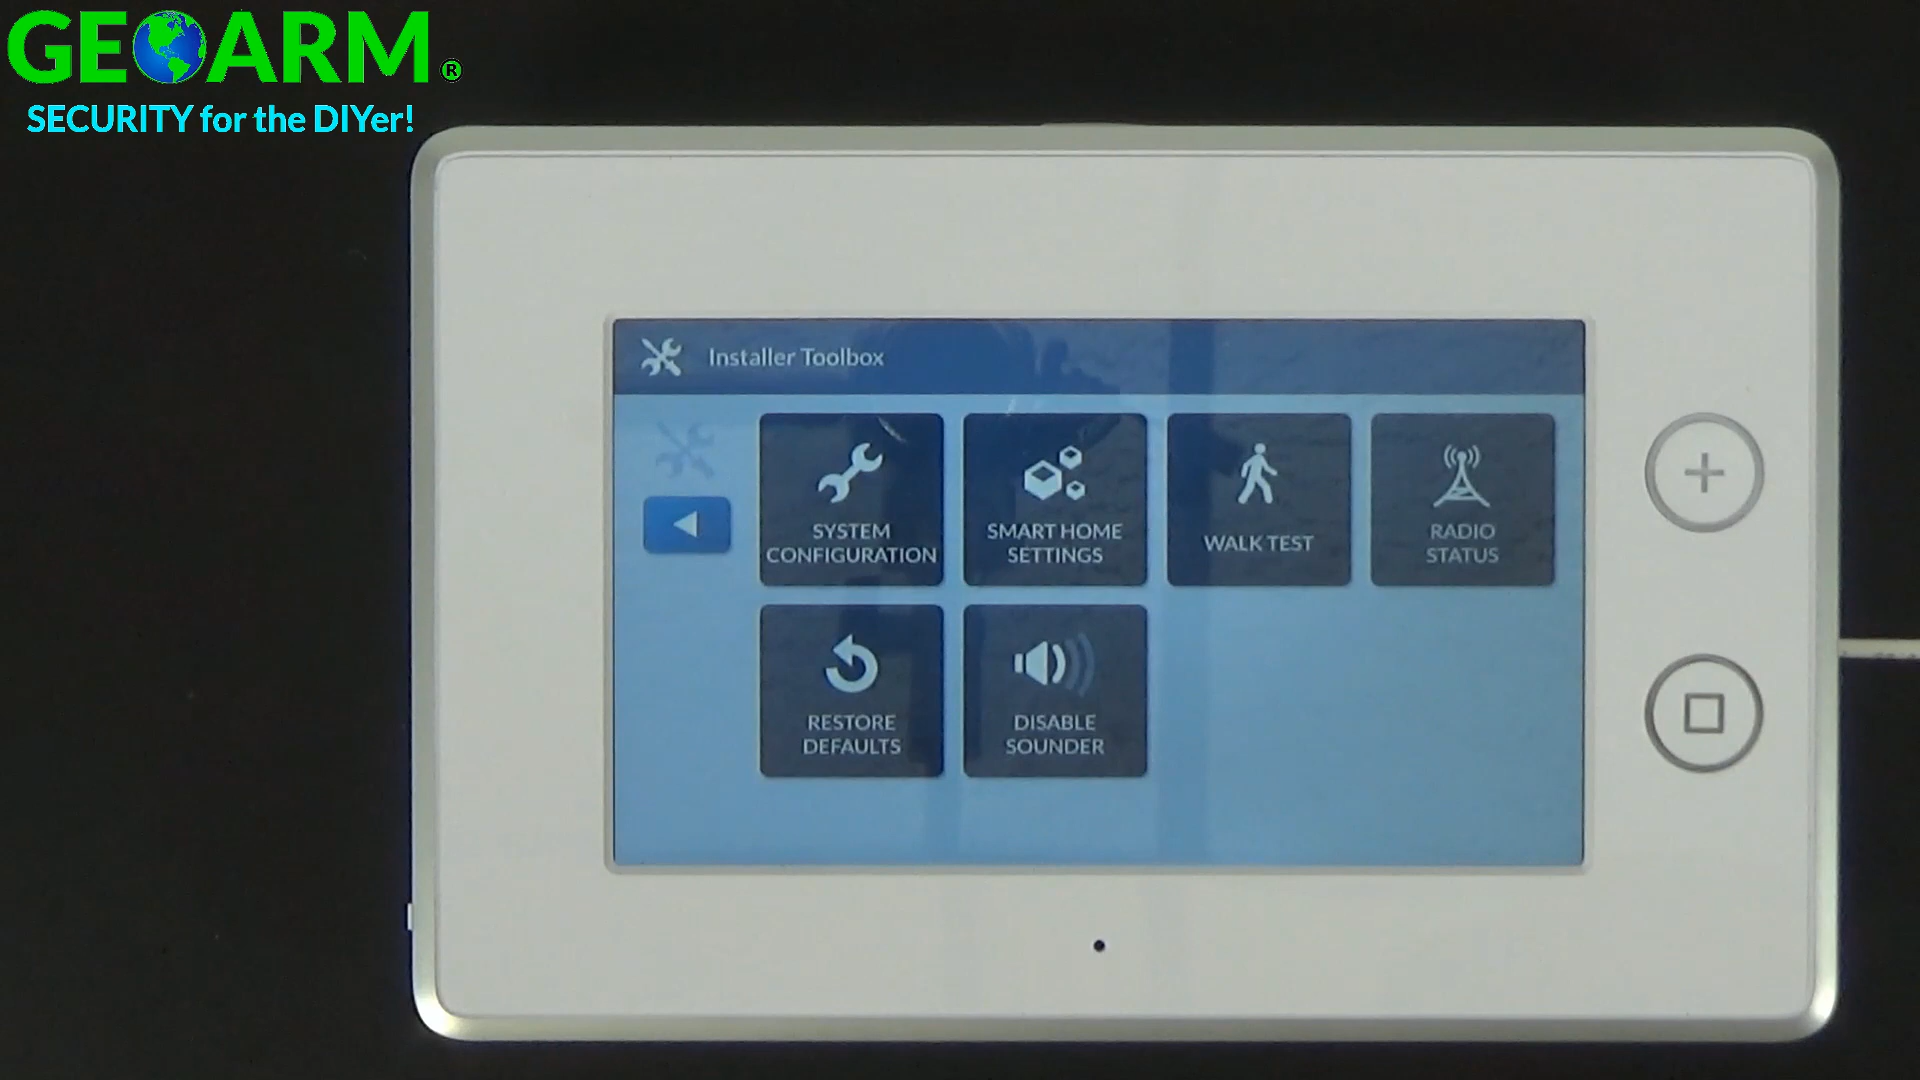 GEOARM®
SECURITY for the DIYer!
Installer Toolbox
SYSTEM
CONFIGURATION
SMART HOME
SETTINGS
WALK TEST
RADIO
STATUS
RESTORE
DEFAULTS
DISABLE
SOUNDER